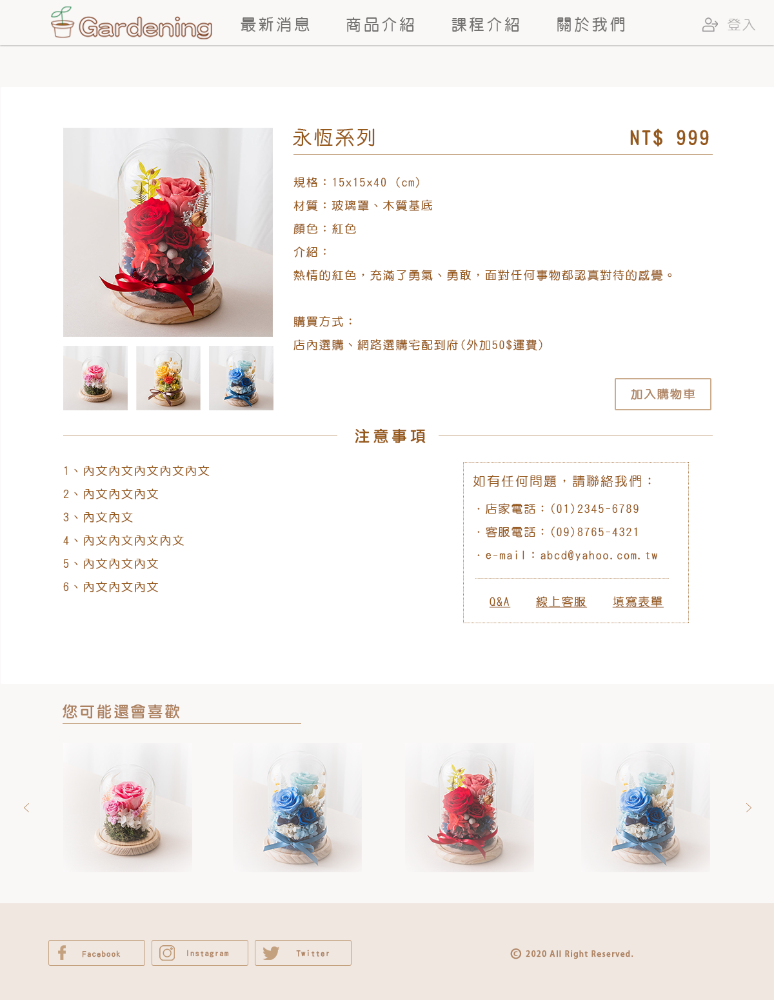 Gardening 最新消息 商品介紹 課程介紹 關於我們 登入
永恆系列 NT$ 999
規格：15x15x40 (cm)
材質：玻璃罩、木質基底
顏色：紅色
介紹：
熱情的紅色，充滿了勇氣、勇敢，面對任何事物都認真對待的感覺。
購買方式：
店內選購、網路選購宅配到府(外加50$運費)
加入購物車
注意事項
1、內文內文內文內文內文
2、內文內文內文
3、內文內文
4、內文內文內文內文
5、內文內文內文
6、內文內文內文
如有任何問題，請聯絡我們：
．店家電話：(01)2345-6789
．客服電話：(09)8765-4321
．e-mail：abcd@yahoo.com.tw
Q&A 線上客服 填寫表單
您可能還會喜歡
Facebook Instagram Twitter © 2020 All Right Reserved.